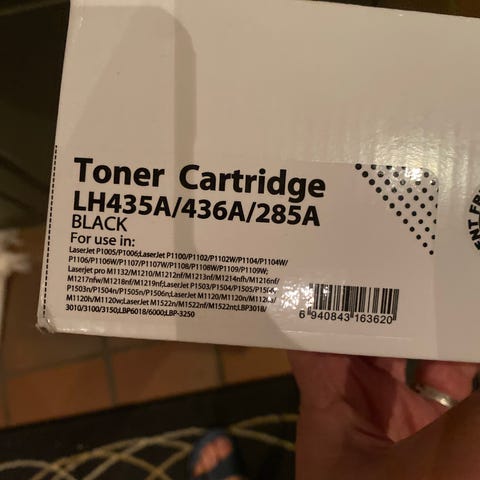 Toner Cartridge
LH435A/436A/285A
BLACK
For use in:
LaserJet P1005/P1006;LaserJet P1100/P1102/P1102W/P1104/P1104W/
P1106/P1106W/P1107/P1107W/P1108/P1108W/P1109/P1109W;
Laserjet pro M1132/M1210/M1212nf/M1213nf/M1214nfh/M1216nf/
M1217nfw/M1218nf/M1219nf;LaserJet P1503/P1504/P1505/
P1503n/P1504n/P1505n/P1506n;LaserJet M1120/M1120n/
M1120h/M1120w;LaserJet M1522n/M1522nf/M1522nt;LBP3018/
3010/3100/3150;LBP6018/6000;LBP-3250
6 940843 163620